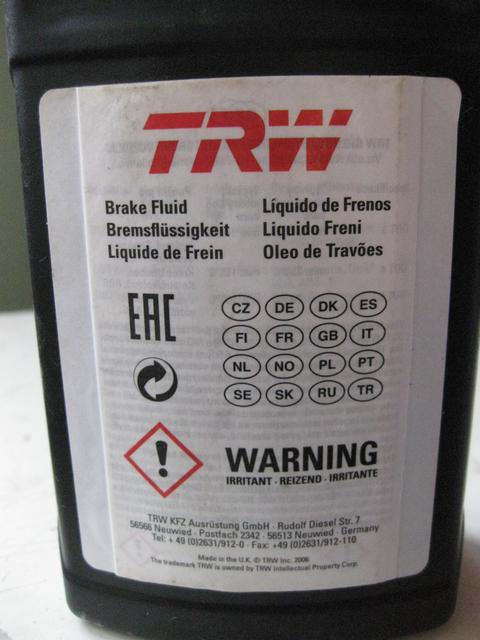 TRW
Brake Fluid
Bremsflüssigkeit
Liquide de Frein
Líquido de Frenos
Liquido Freni
Oleo de Travões
EAC
CZ DE DK ES
FI FR GB IT
NL NO PL PT
SE SK RU TR
!
WARNING
IRRITANT · REIZEND · IRRITANTE
TRW KFZ Ausrüstung GmbH · Rudolf Diesel Str. 7
56566 Neuwied · Postfach 2342 · 56513 Neuwied · Germany
Tel: + 49 (0)2631/912-0 · Fax: +49 (0)2631/912-110
Made in the U.K. © TRW Inc. 2006
The trademark TRW is owned by TRW Intellectual Property Corp.